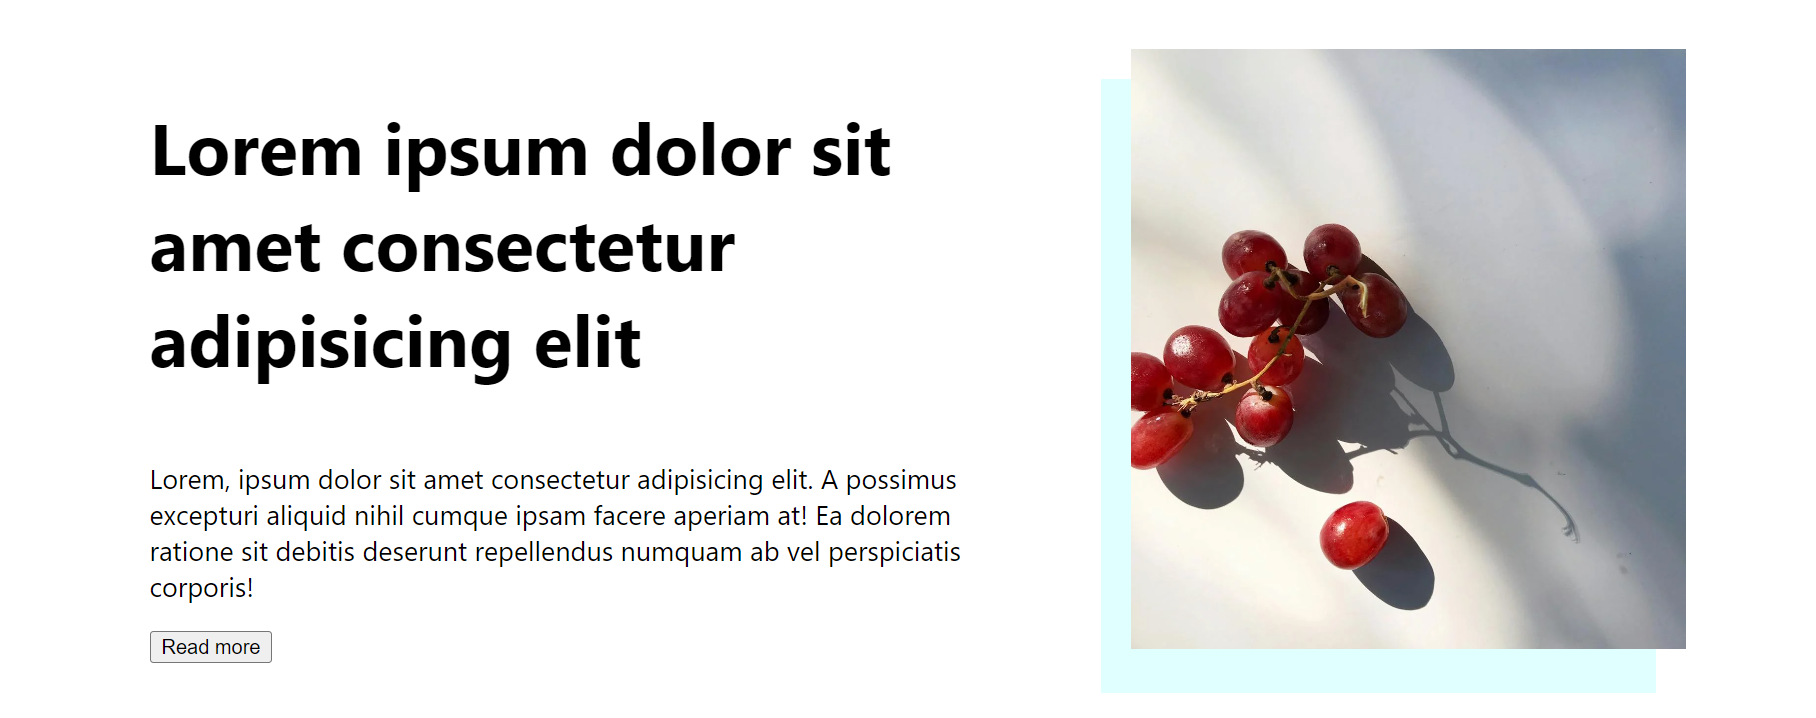 Lorem ipsum dolor sit
amet consectetur
adipisicing elit
Lorem, ipsum dolor sit amet consectetur adipisicing elit. A possimus
excepturi aliquid nihil cumque ipsam facere aperiam at! Ea dolorem
ratione sit debitis deserunt repellendus numquam ab vel perspiciatis
corporis!
Read more